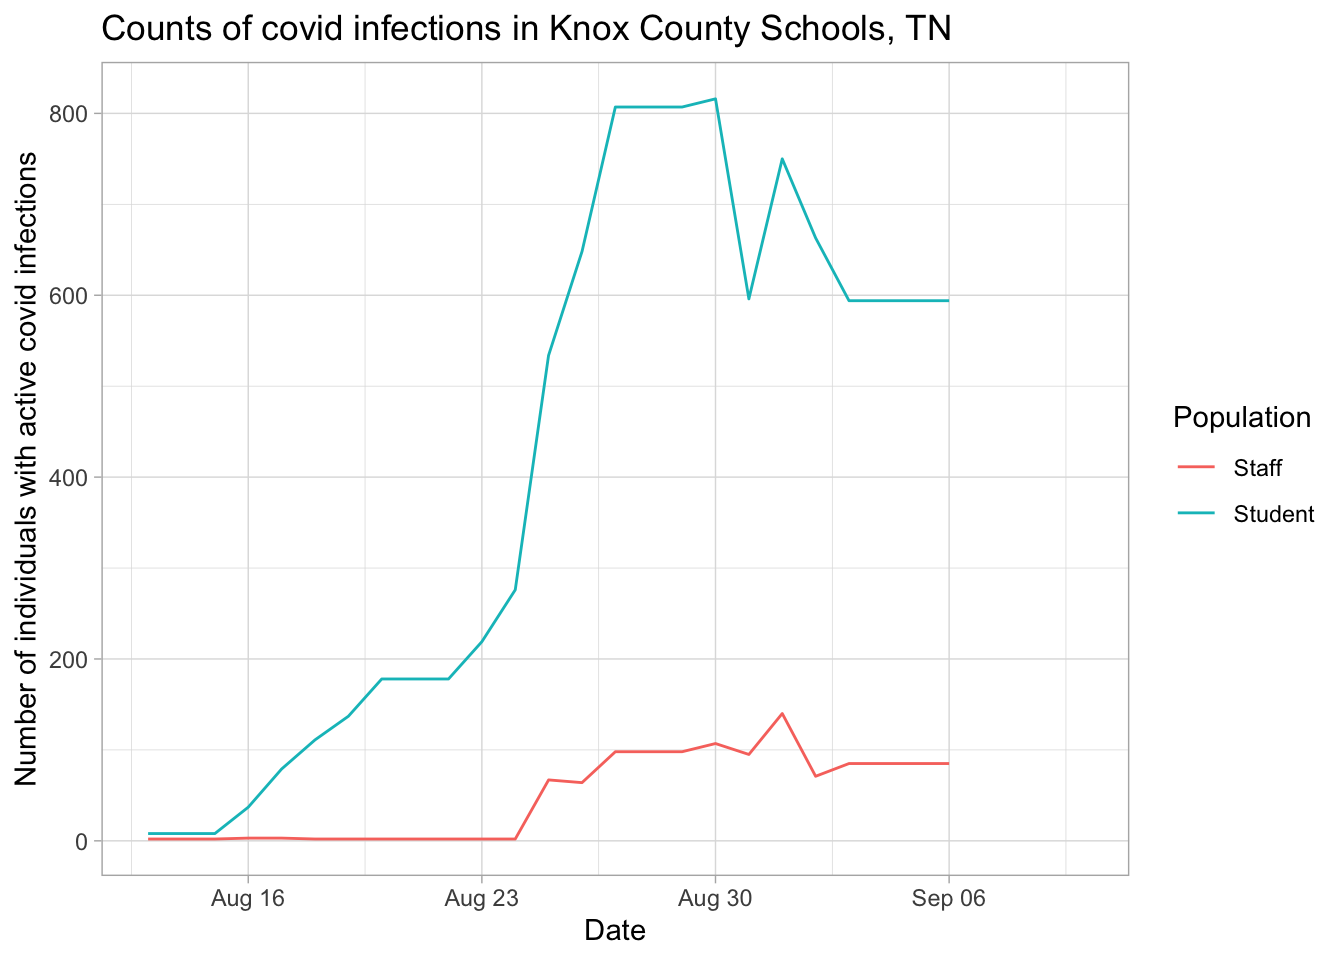 Counts of covid infections in Knox County Schools, TN
Number of individuals with active covid infections
800
600
400
200
0
Aug 16
Aug 23
Aug 30
Sep 06
Date
Population
Staff
Student